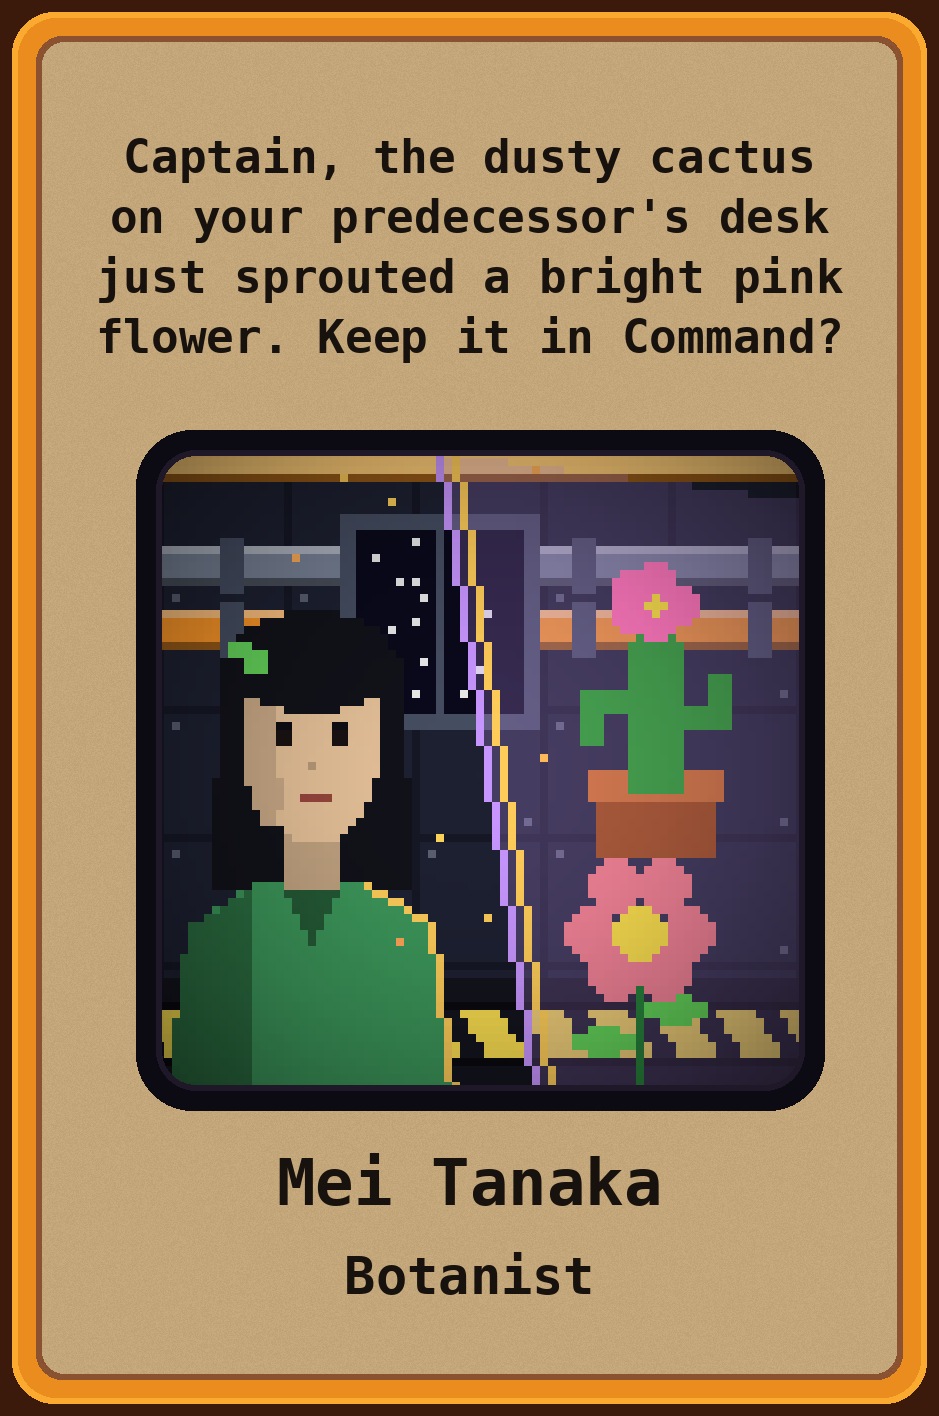 Captain, the dusty cactus
on your predecessor's desk
just sprouted a bright pink
flower. Keep it in Command?
Mei Tanaka
Botanist